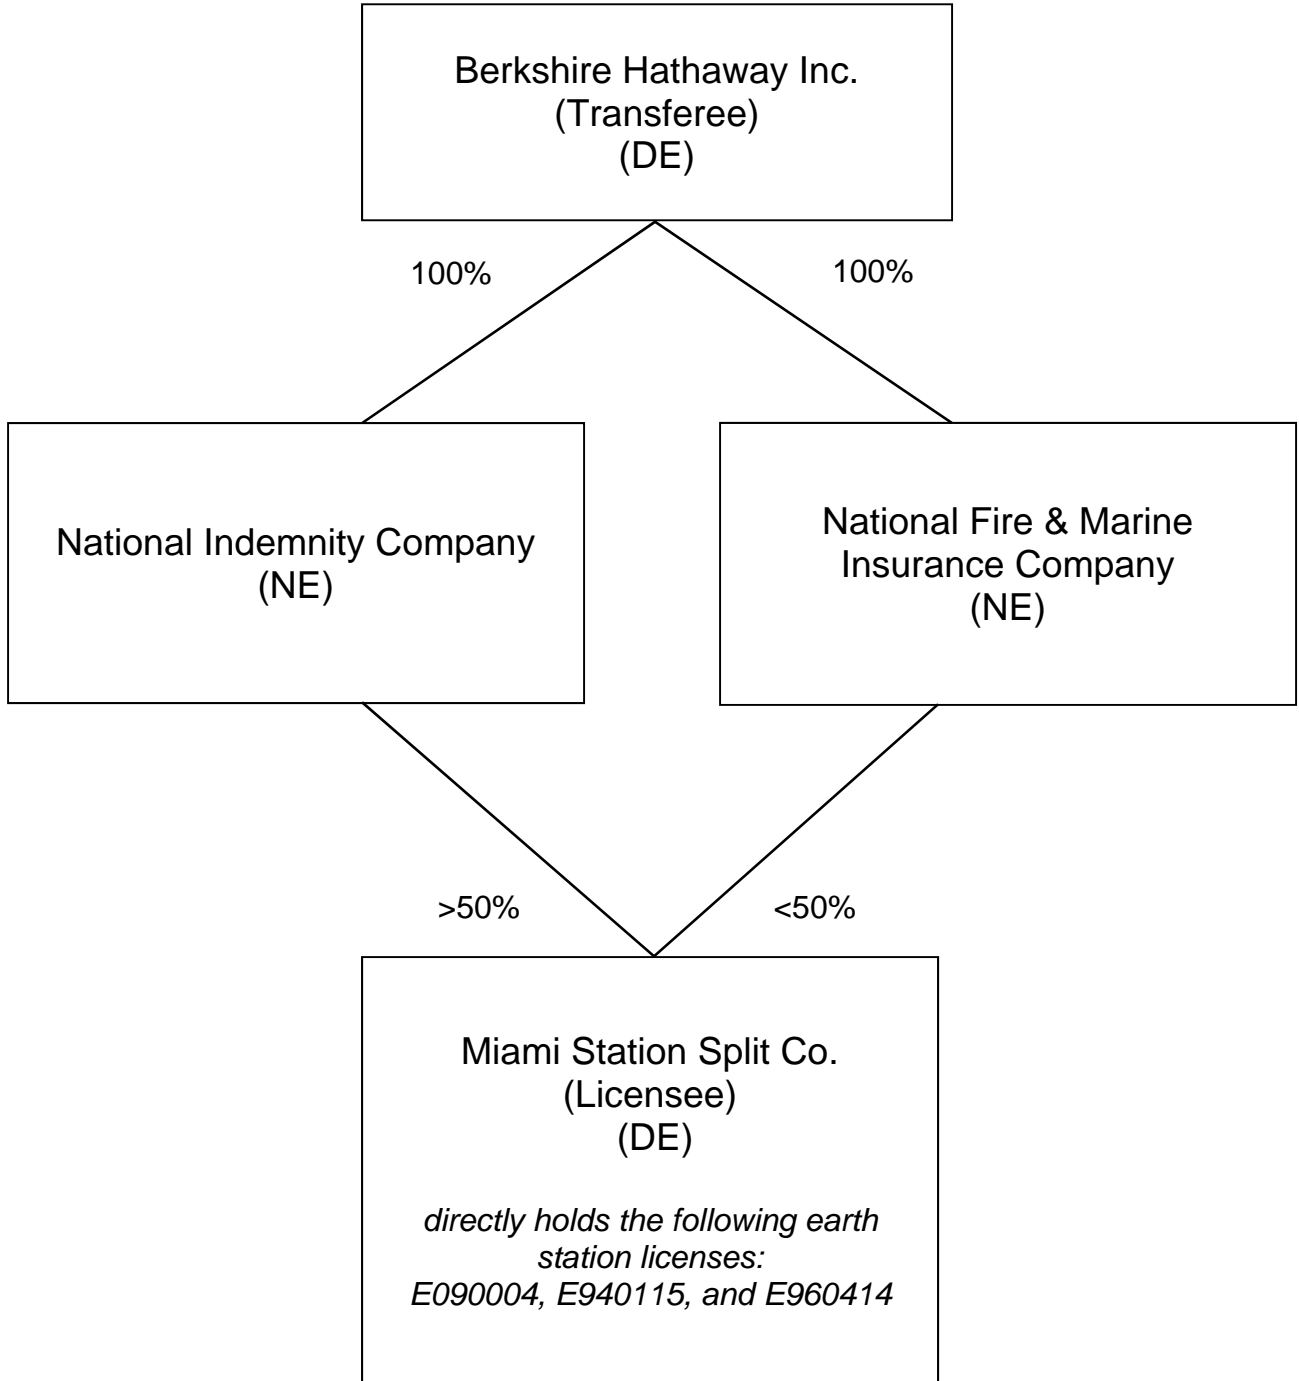 Berkshire Hathaway Inc.
(Transferee)
(DE)
100%
100%
National Indemnity Company
(NE)
National Fire & Marine
Insurance Company
(NE)
>50%
<50%
Miami Station Split Co.
(Licensee)
(DE)
directly holds the following earth
station licenses:
E090004, E940115, and E960414